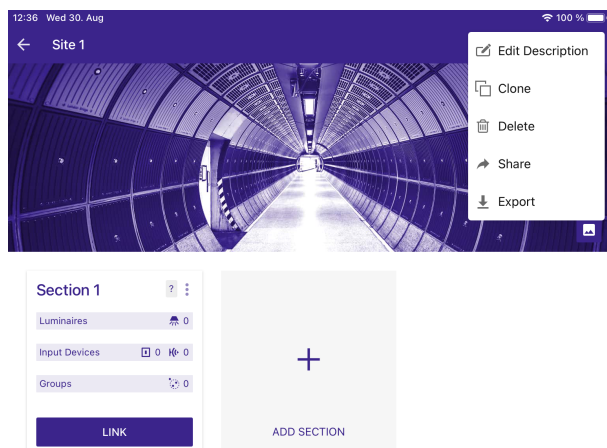 12:36 Wed 30. Aug 100 %
Site 1
Edit Description
Clone
Delete
Share
Export
Section 1 ?
Luminaires 0
Input Devices 0 0
Groups 0
LINK
ADD SECTION